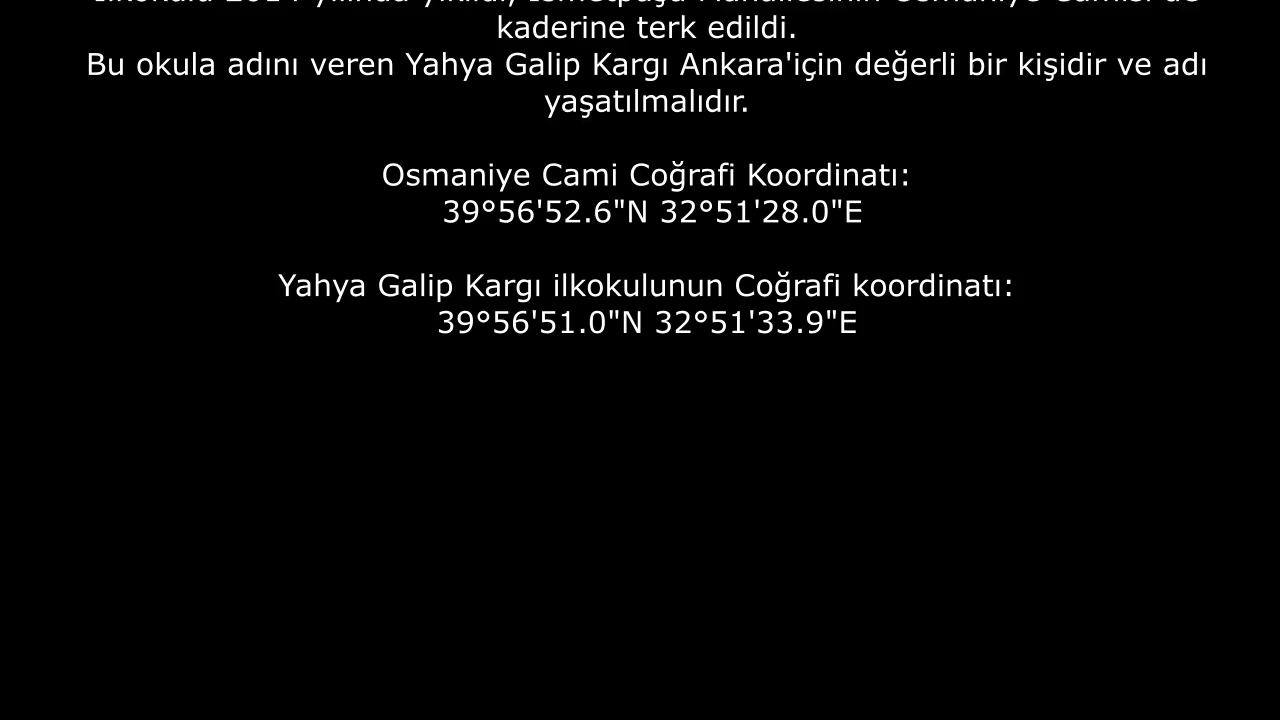 kaderine terk edildi.
Bu okula adını veren Yahya Galip Kargı Ankara'için değerli bir kişidir ve adı
yaşatılmalıdır.
Osmaniye Cami Coğrafi Koordinatı:
39°56'52.6"N 32°51'28.0"E
Yahya Galip Kargı ilkokulunun Coğrafi koordinatı:
39°56'51.0"N 32°51'33.9"E